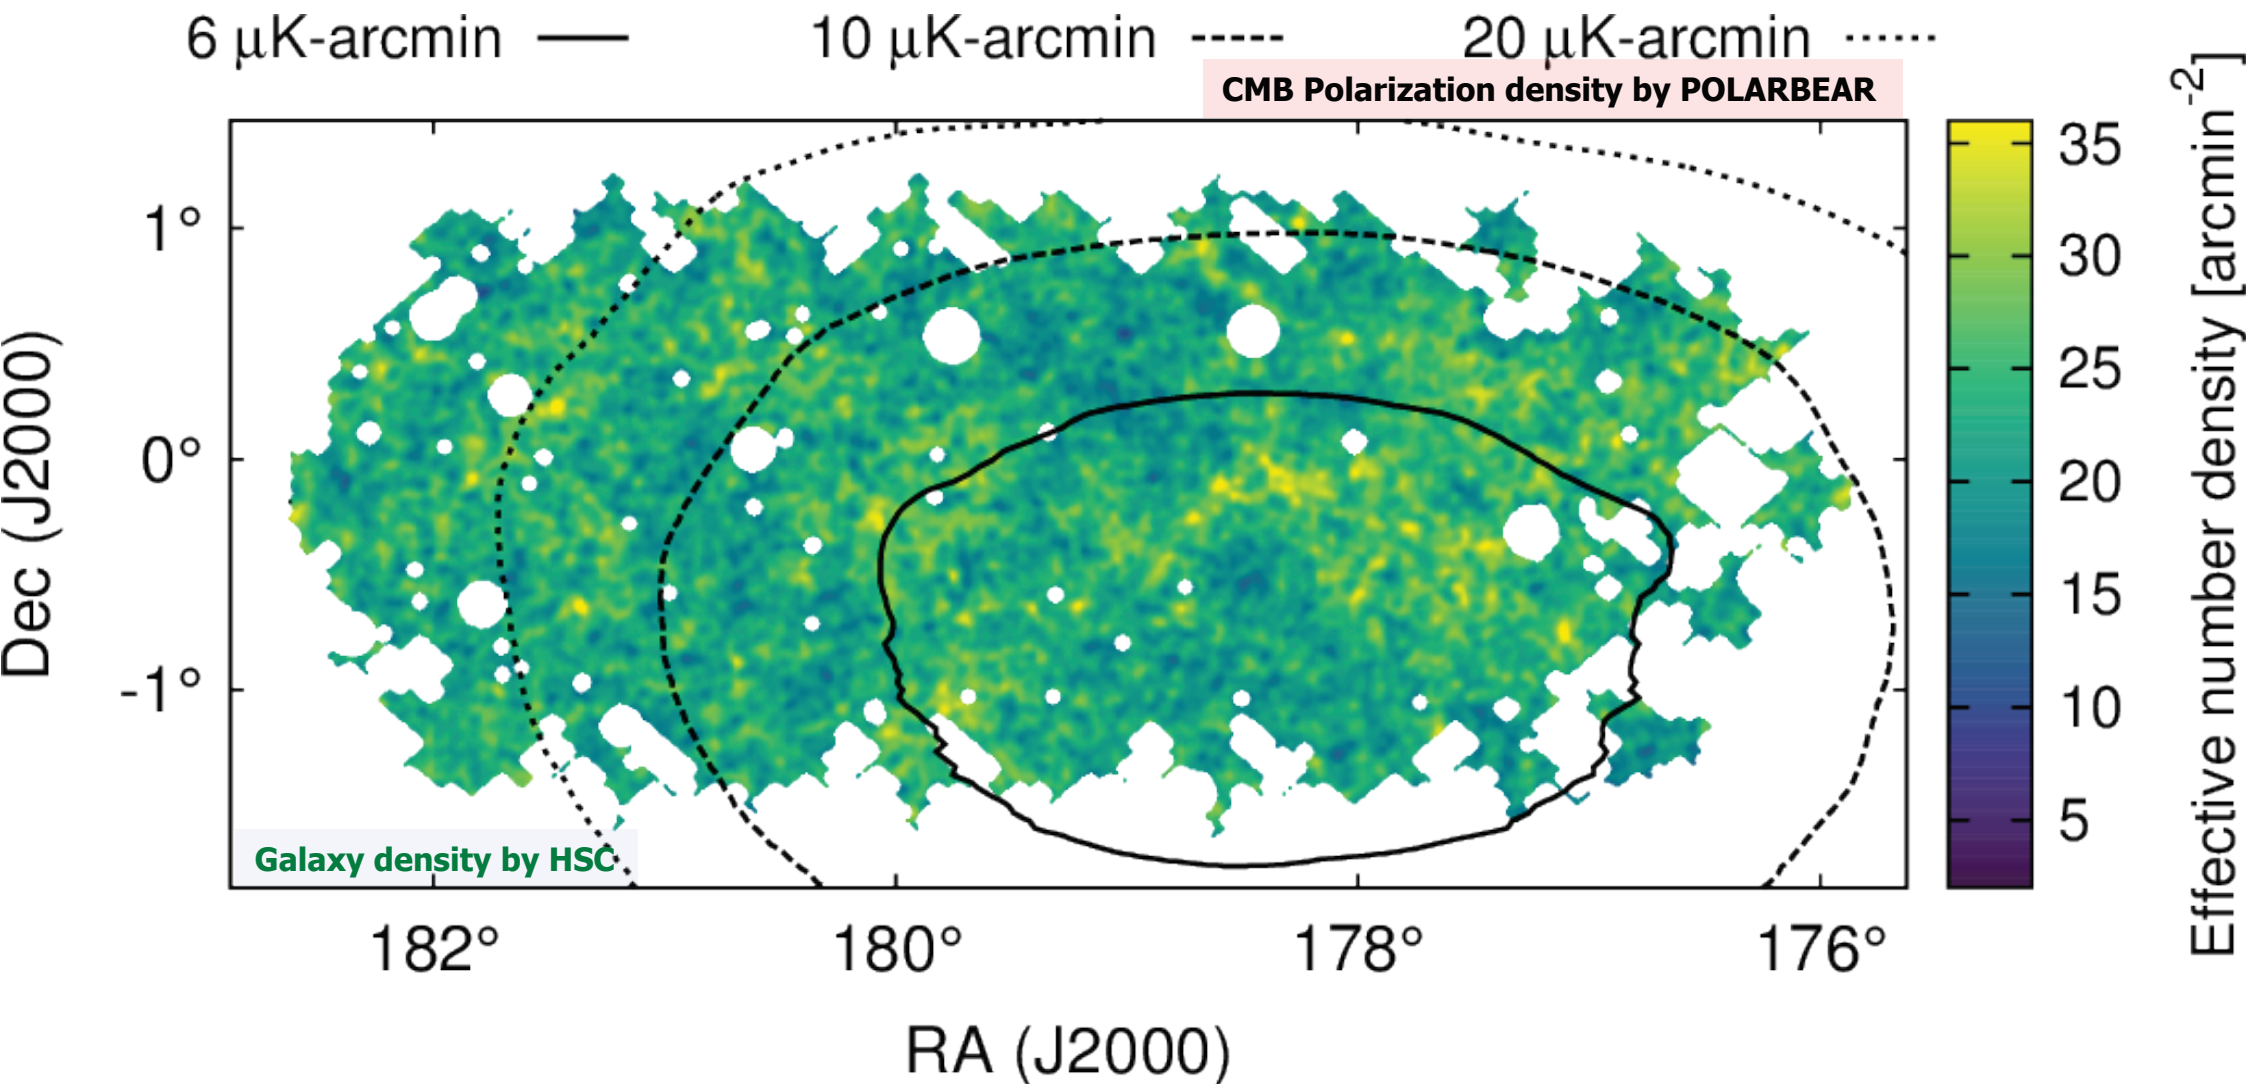 6 μK-arcmin 10 μK-arcmin 20 μK-arcmin
CMB Polarization density by POLARBEAR
1°
0°
-1°
Dec (J2000)
Galaxy density by HSC
182° 180° 178° 176°
RA (J2000)
35
30
25
20
15
10
5
Effective number density [arcmin⁻²]